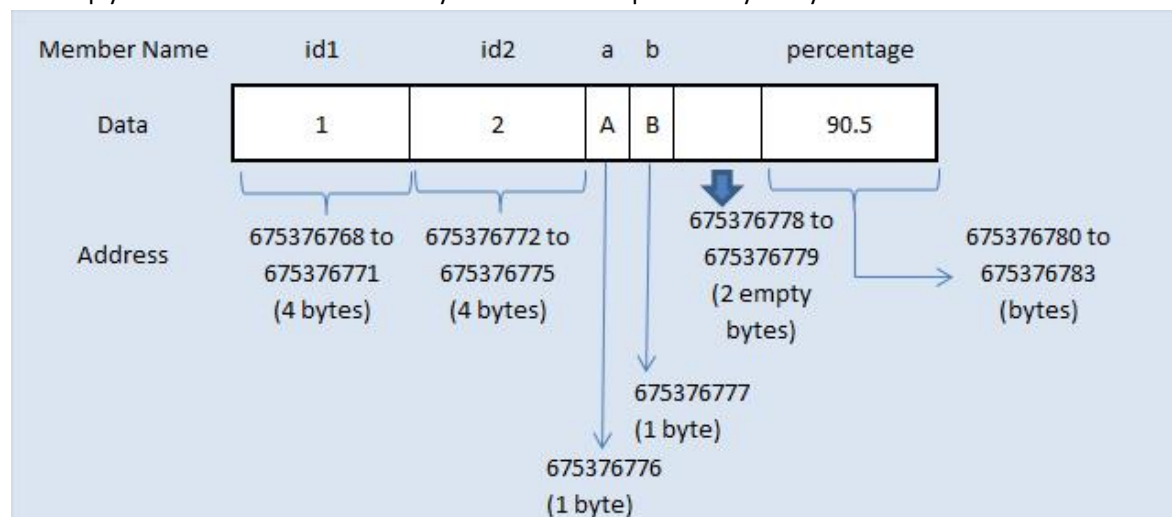 Member Name id1 id2 a b percentage
Data 1 2 A B 90.5
Address
675376768 to
675376771
(4 bytes)
675376772 to
675376775
(4 bytes)
675376778 to
675376779
(2 empty
bytes)
675376780 to
675376783
(bytes)
675376777
(1 byte)
675376776
(1 byte)